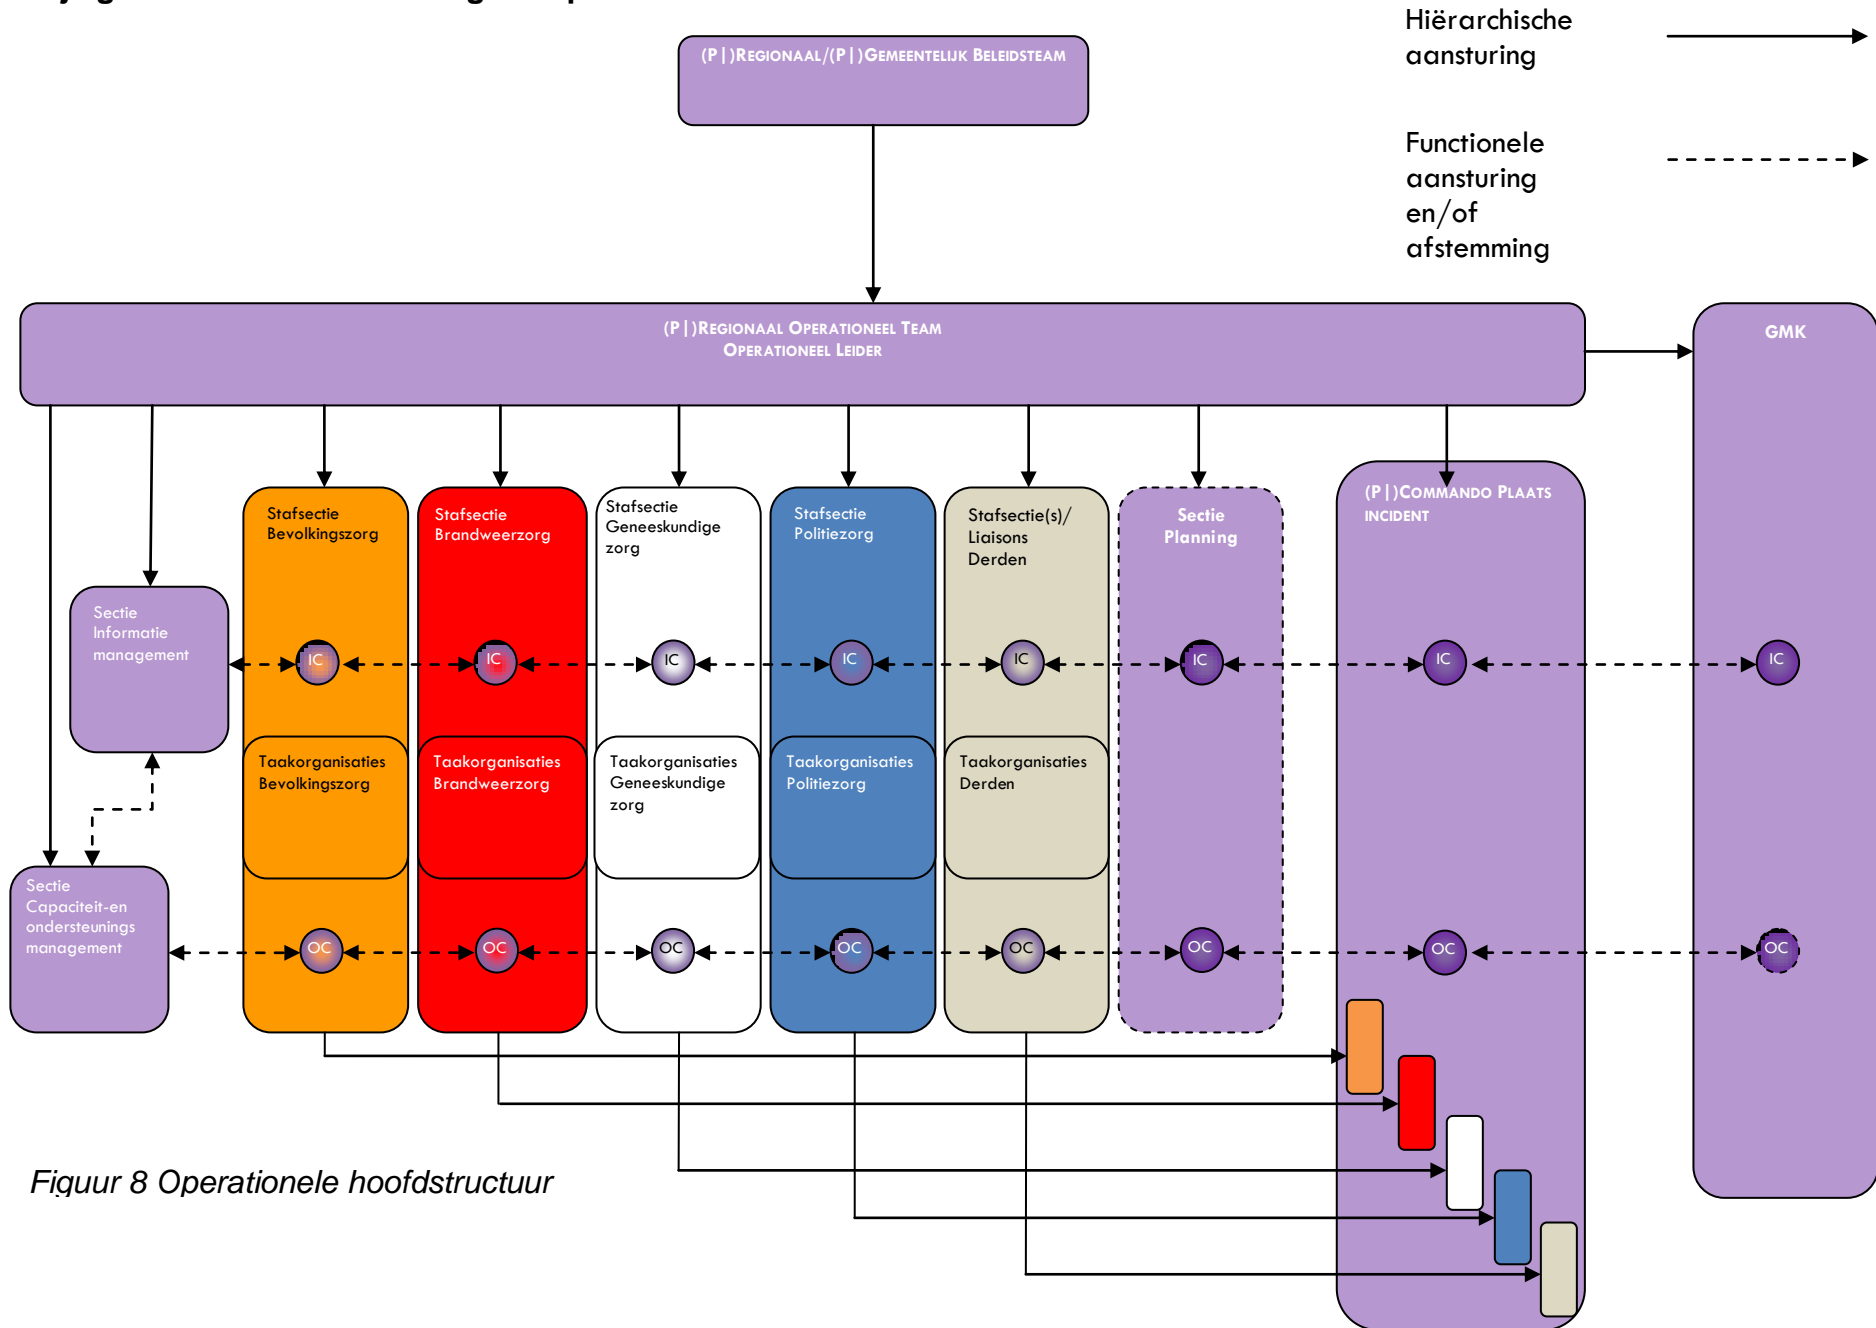 Hiërarchische
aansturing
Functionele
aansturing
en/of
afstemming
(P|)Regionaal/(P|)Gemeentelijk Beleidsteam
(P|)Regionaal Operationeel Team
Operationeel Leider
GMK
Stafsectie
Bevolkingszorg
Stafsectie
Brandweerzorg
Stafsectie
Geneeskundige
zorg
Stafsectie
Politiezorg
Stafsectie(s)/
Liaisons
Derden
Sectie
Planning
(P|)Commando Plaats
incident
Sectie
Informatie
management
IC
IC
IC
IC
IC
IC
IC
IC
Taakorganisaties
Bevolkingszorg
Taakorganisaties
Brandweerzorg
Taakorganisaties
Geneeskundige
zorg
Taakorganisaties
Politiezorg
Taakorganisaties
Derden
Sectie
Capaciteit-en
ondersteunings
management
OC
OC
OC
OC
OC
OC
OC
OC
Figuur 8 Operationele hoofdstructuur